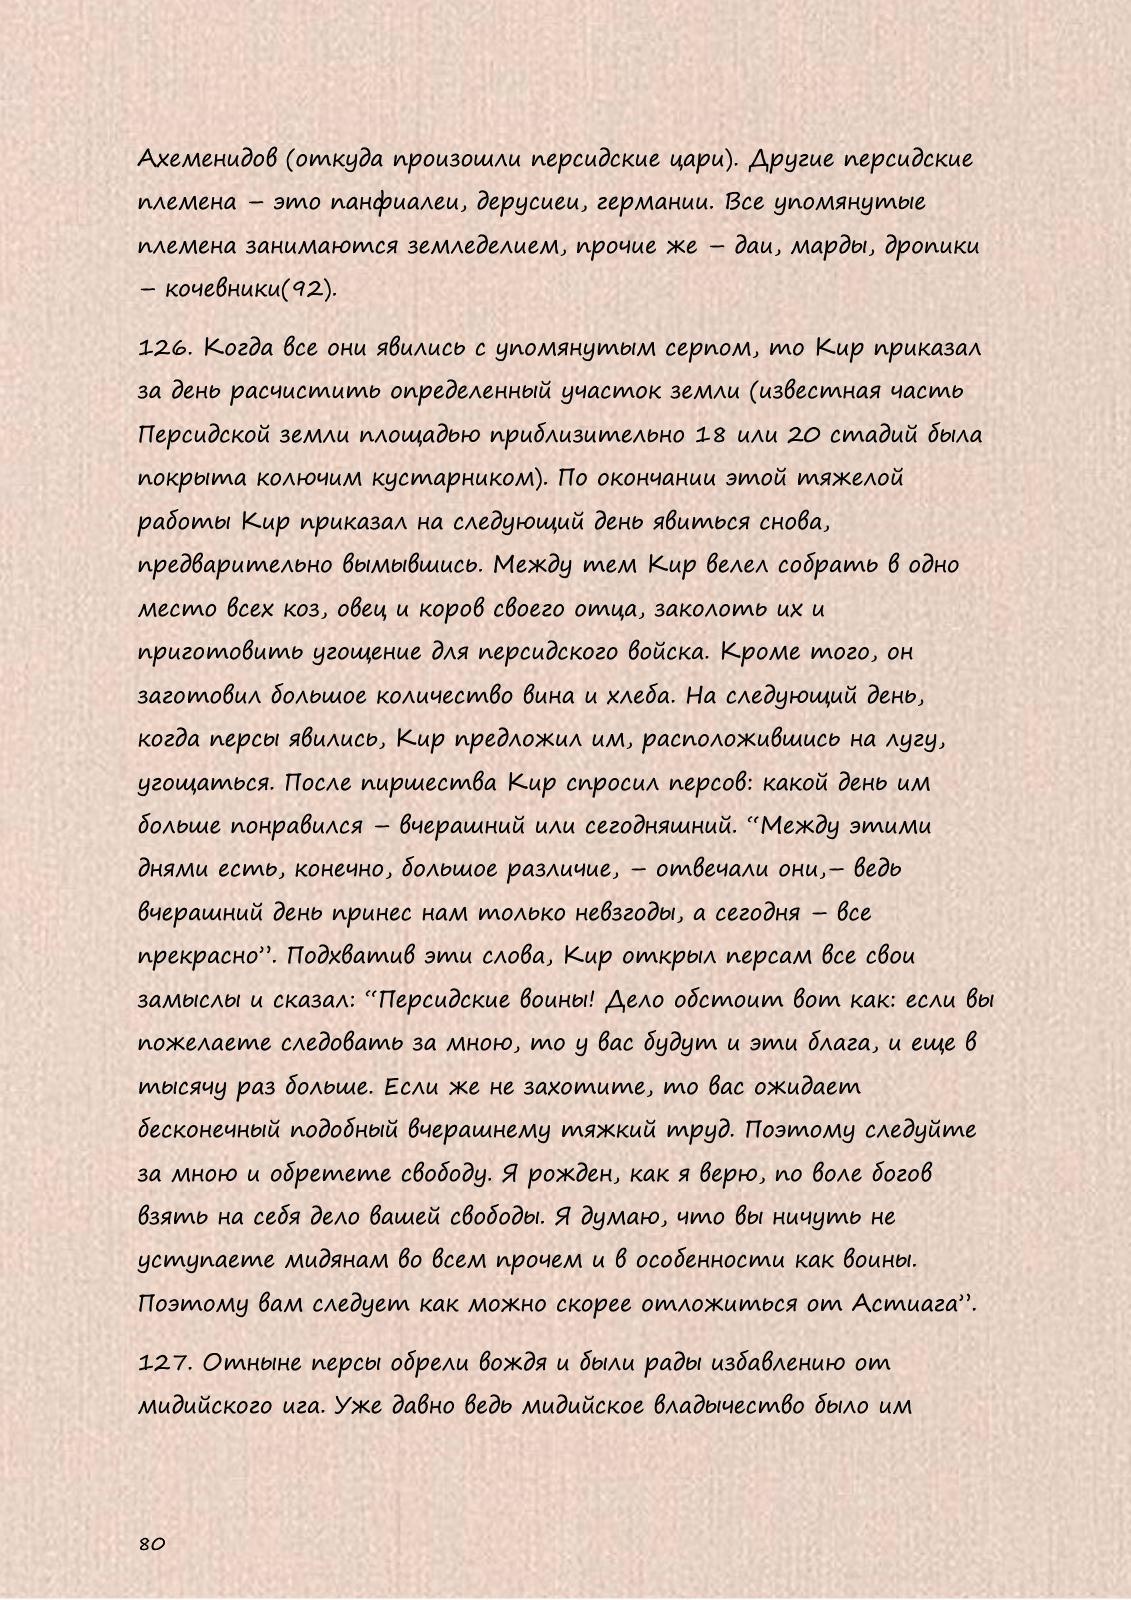 Ахеменидов (откуда произошли персидские цари). Другие персидские
племена – это панфиалеи, дерусиеи, германии. Все упомянутые
племена занимаются земледелием, прочие же – даи, марды, дропики
– кочевники(92).
126. Когда все они явились с упомянутым серпом, то Кир приказал
за день расчистить определенный участок земли (известная часть
Персидской земли площадью приблизительно 18 или 20 стадий была
покрыта колючим кустарником). По окончании этой тяжелой
работы Кир приказал на следующий день явиться снова,
предварительно вымывшись. Между тем Кир велел собрать в одно
место всех коз, овец и коров своего отца, заколоть их и
приготовить угощение для персидского войска. Кроме того, он
заготовил большое количество вина и хлеба. На следующий день,
когда персы явились, Кир предложил им, расположившись на лугу,
угощаться. После пиршества Кир спросил персов: какой день им
больше понравился – вчерашний или сегодняшний. “Между этими
днями есть, конечно, большое различие, – отвечали они,– ведь
вчерашний день принес нам только невзгоды, а сегодня – все
прекрасно”. Подхватив эти слова, Кир открыл персам все свои
замыслы и сказал: “Персидские воины! Дело обстоит вот как: если вы
пожелаете следовать за мною, то у вас будут и эти блага, и еще в
тысячу раз больше. Если же не захотите, то вас ожидает
бесконечный подобный вчерашнему тяжкий труд. Поэтому следуйте
за мною и обретете свободу. Я рожден, как я верю, по воле богов
взять на себя дело вашей свободы. Я думаю, что вы ничуть не
уступаете мидянам во всем прочем и в особенности как воины.
Поэтому вам следует как можно скорее отложиться от Астиага”.
127. Отныне персы обрели вождя и были рады избавлению от
мидийского ига. Уже давно ведь мидийское владычество было им
80